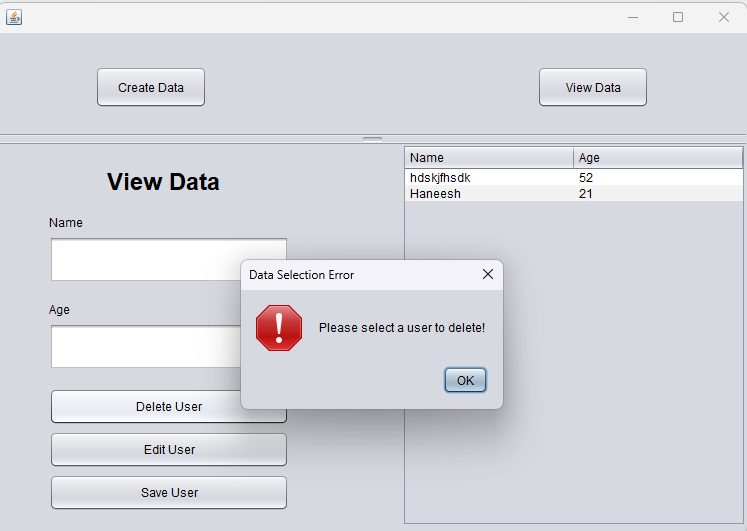 Create Data
View Data
View Data
Name
Age
Delete User
Edit User
Save User
Name Age
hdskjfhsdk 52
Haneesh 21
Data Selection Error
Please select a user to delete!
OK